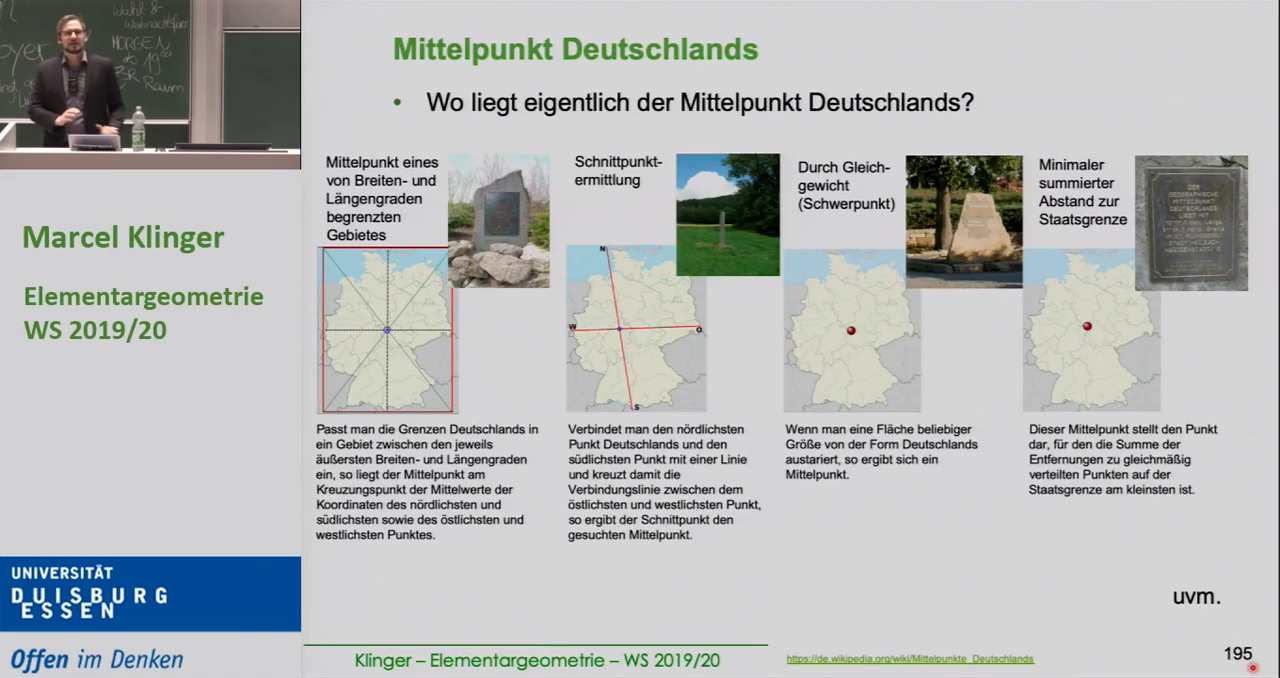 Wahl &
MORGEN
Raum
Marcel Klinger
Elementargeometrie
WS 2019/20
UNIVERSITÄT
DUISBURG
ESSEN
Offen im Denken
Mittelpunkt Deutschlands
• Wo liegt eigentlich der Mittelpunkt Deutschlands?
Mittelpunkt eines
von Breiten- und
Längengraden
begrenzten
Gebietes
Passt man die Grenzen Deutschlands in
ein Gebiet zwischen den jeweils
äußersten Breiten- und Längengraden
ein, so liegt der Mittelpunkt am
Kreuzungspunkt der Mittelwerte der
Koordinaten des nördlichsten und
südlichsten sowie des östlichsten und
westlichsten Punktes.
Schnittpunkt-
ermittlung
N
W
O
S
Verbindet man den nördlichsten
Punkt Deutschlands und den
südlichsten Punkt mit einer Linie
und kreuzt damit die
Verbindungslinie zwischen dem
östlichsten und westlichsten Punkt,
so ergibt der Schnittpunkt den
gesuchten Mittelpunkt.
Durch Gleich-
gewicht
(Schwerpunkt)
Wenn man eine Fläche beliebiger
Größe von der Form Deutschlands
austariert, so ergibt sich ein
Mittelpunkt.
Minimaler
summierter
Abstand zur
Staatsgrenze
DER
GEOGRAPHISCHE
MITTELPUNKT
DEUTSCHLANDS
LIEGT MIT
Dieser Mittelpunkt stellt den Punkt
dar, für den die Summe der
Entfernungen zu gleichmäßig
verteilten Punkten auf der
Staatsgrenze am kleinsten ist.
uvm.
Klinger – Elementargeometrie – WS 2019/20
https://de.wikipedia.org/wiki/Mittelpunkte_Deutschlands
195